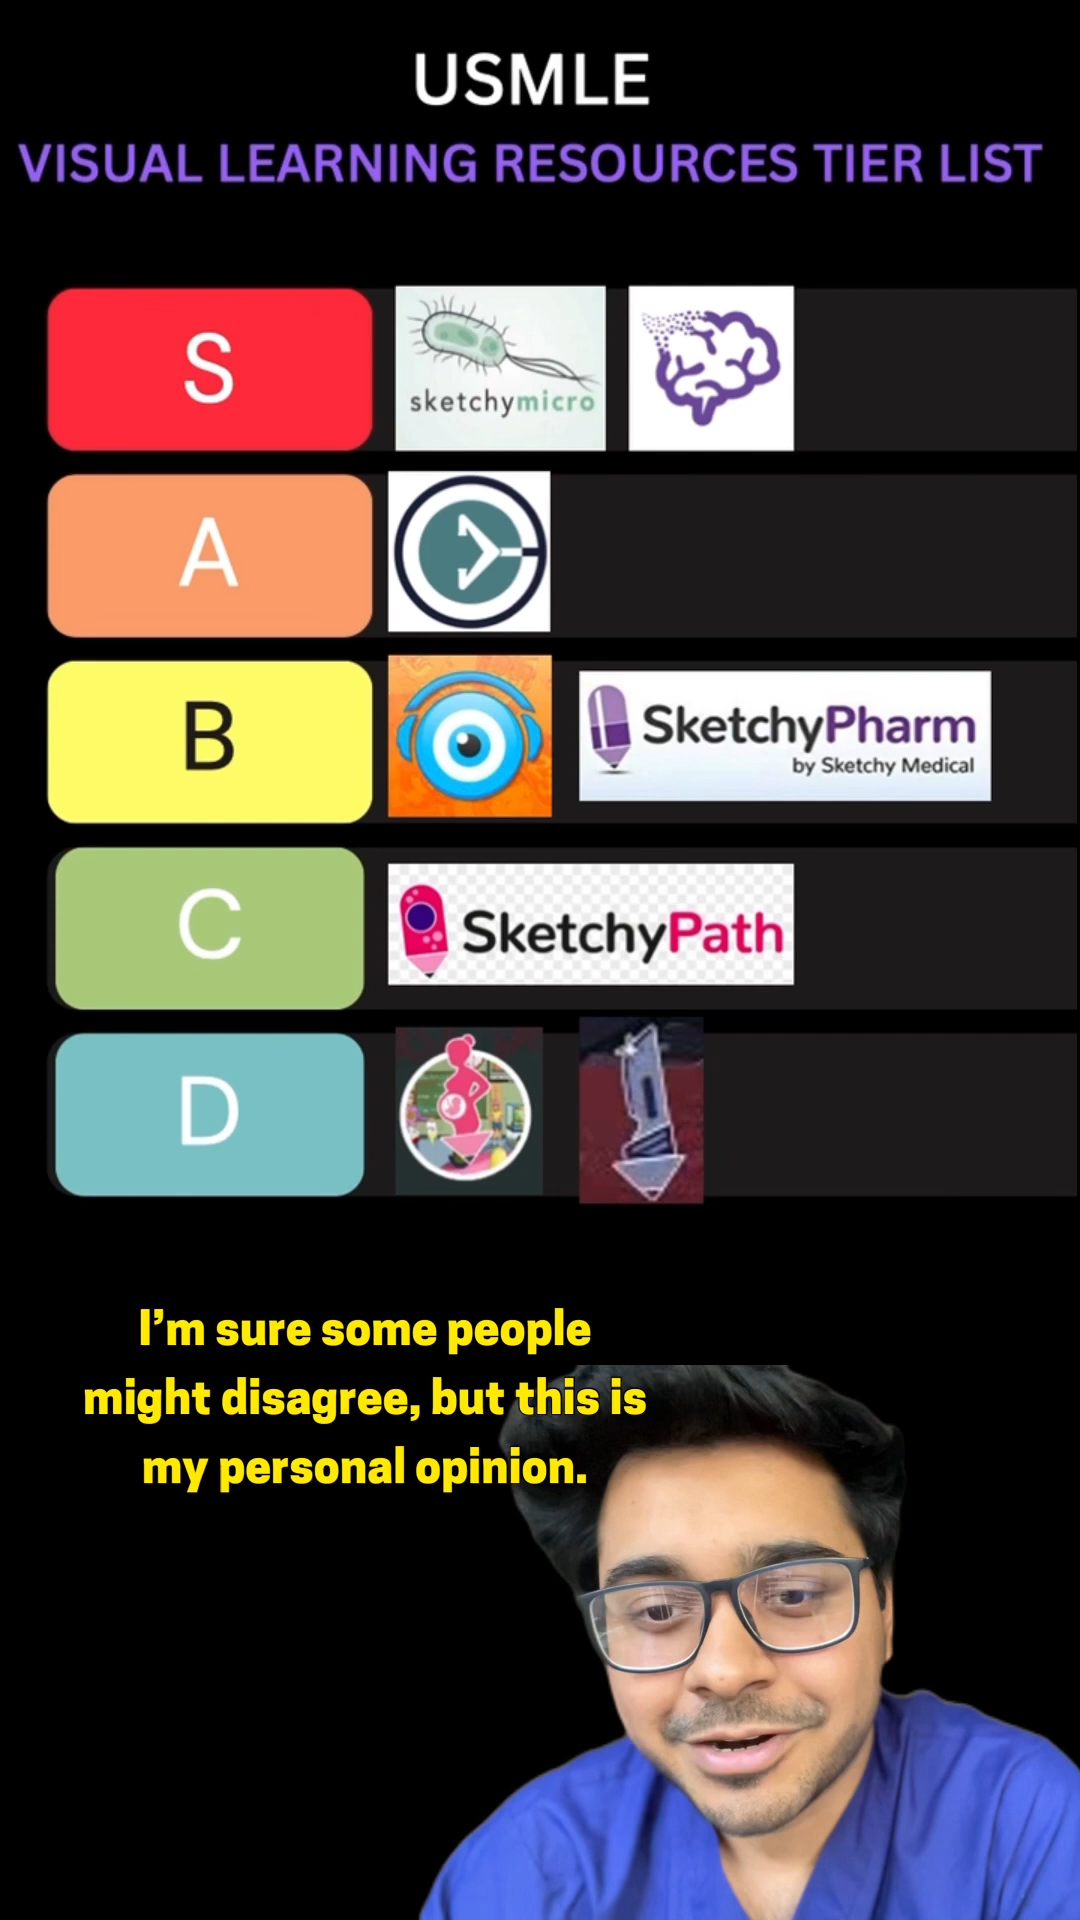 USMLE
VISUAL LEARNING RESOURCES TIER LIST
S
sketchymicro
A
B
SketchyPharm
by Sketchy Medical
C
SketchyPath
D
I’m sure some people
might disagree, but this is
my personal opinion.